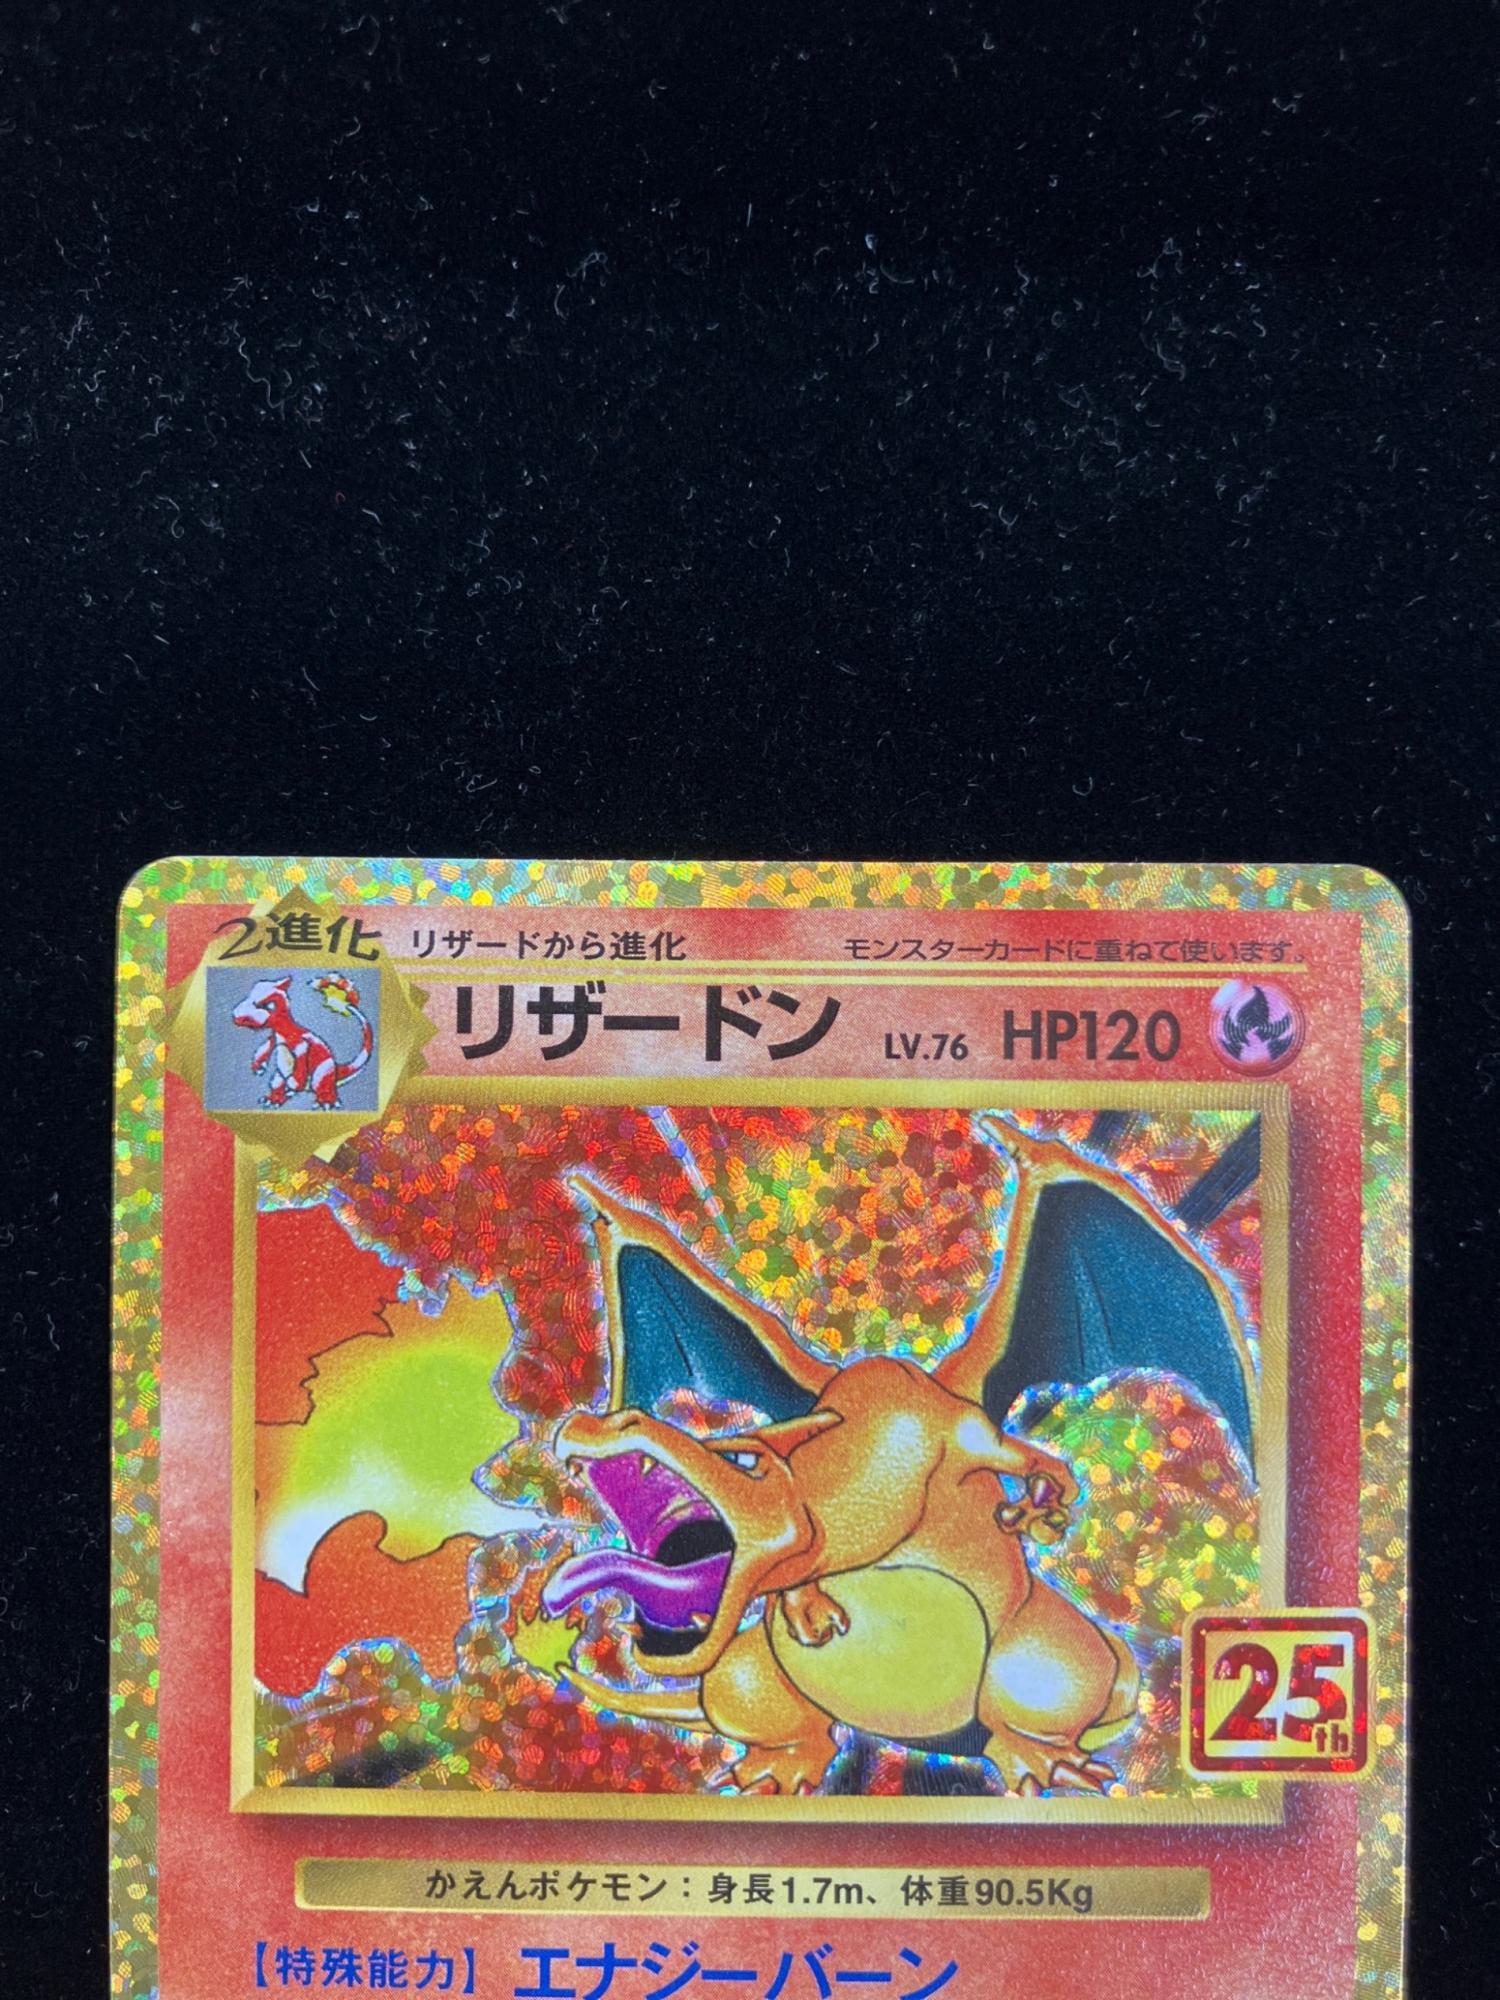 2進化 リザードから進化 モンスターカードに重ねて使います。
リザードン LV.76 HP120
25th
かえんポケモン：身長1.7m、体重90.5Kg
【特殊能力】 エナジーバーン